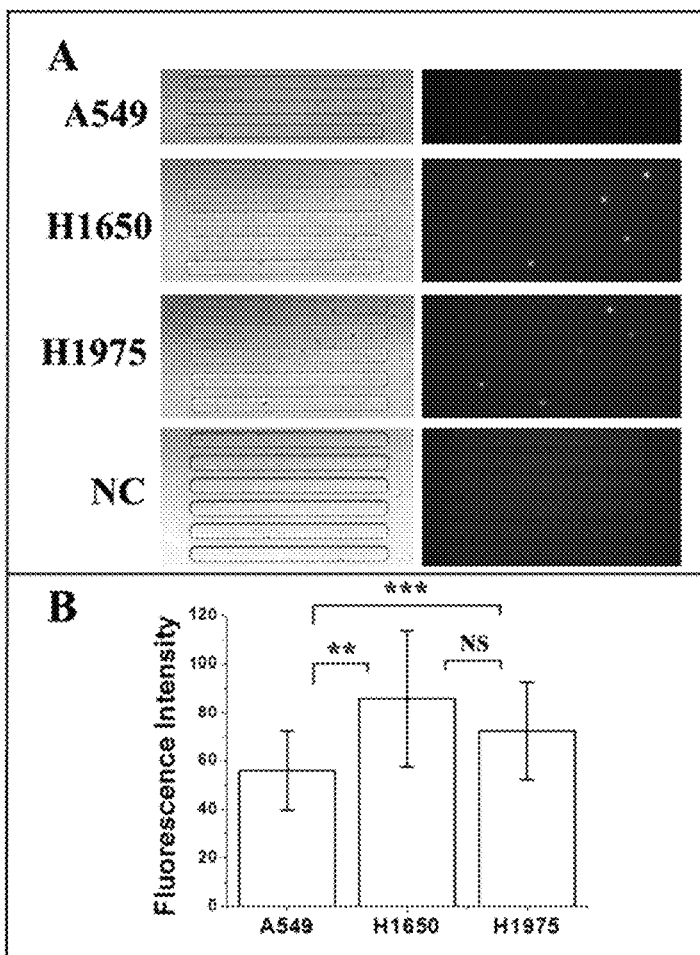 A
A549
H1650
H1975
NC
B
***
**
NS
Fluorescence Intensity
120
100
80
60
40
20
0
A549
H1650
H1975